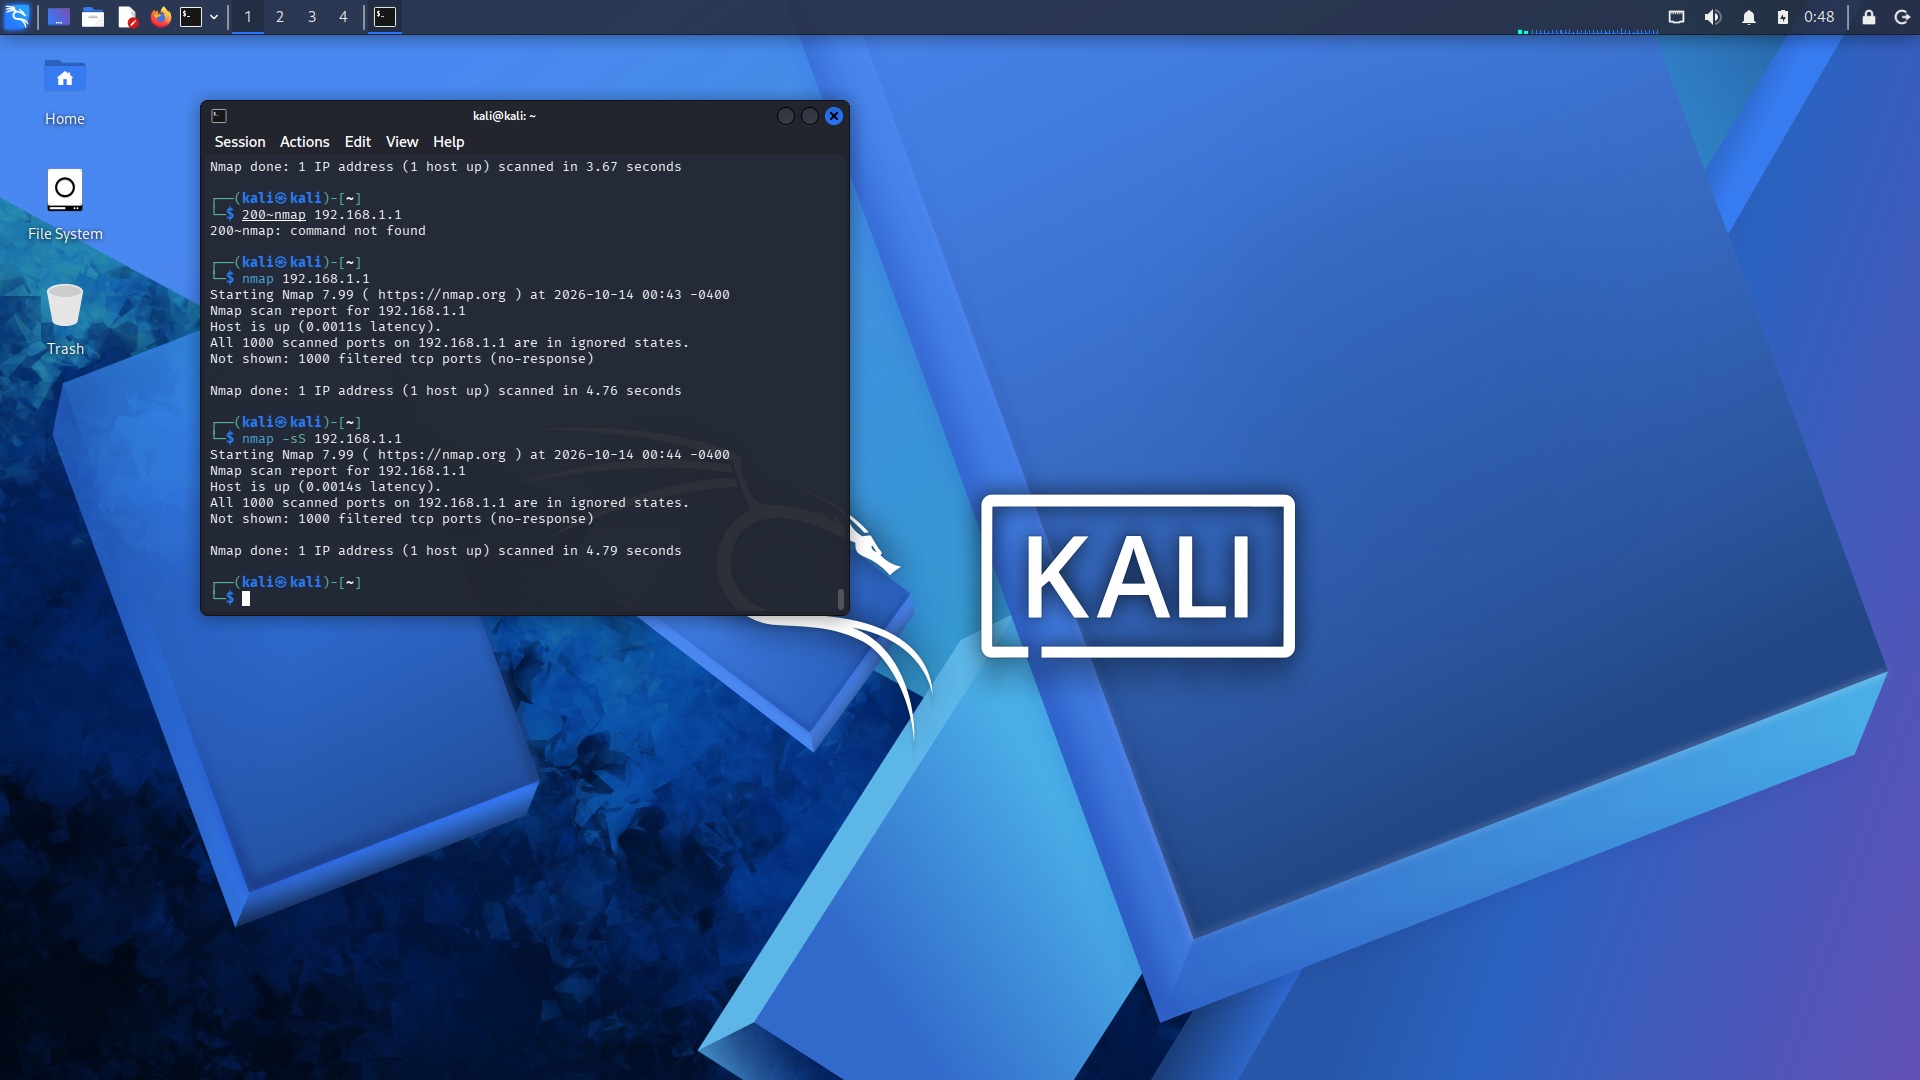 1 2 3 4
0:48
Home
File System
Trash
kali@kali: ~
Session Actions Edit View Help
Nmap done: 1 IP address (1 host up) scanned in 3.67 seconds
┌──(kali㉿kali)-[~]
└─$ 200~nmap 192.168.1.1
200~nmap: command not found
┌──(kali㉿kali)-[~]
└─$ nmap 192.168.1.1
Starting Nmap 7.99 ( https://nmap.org ) at 2026-10-14 00:43 -0400
Nmap scan report for 192.168.1.1
Host is up (0.0011s latency).
All 1000 scanned ports on 192.168.1.1 are in ignored states.
Not shown: 1000 filtered tcp ports (no-response)
Nmap done: 1 IP address (1 host up) scanned in 4.76 seconds
┌──(kali㉿kali)-[~]
└─$ nmap -sS 192.168.1.1
Starting Nmap 7.99 ( https://nmap.org ) at 2026-10-14 00:44 -0400
Nmap scan report for 192.168.1.1
Host is up (0.0014s latency).
All 1000 scanned ports on 192.168.1.1 are in ignored states.
Not shown: 1000 filtered tcp ports (no-response)
Nmap done: 1 IP address (1 host up) scanned in 4.79 seconds
┌──(kali㉿kali)-[~]
└─$
KALI